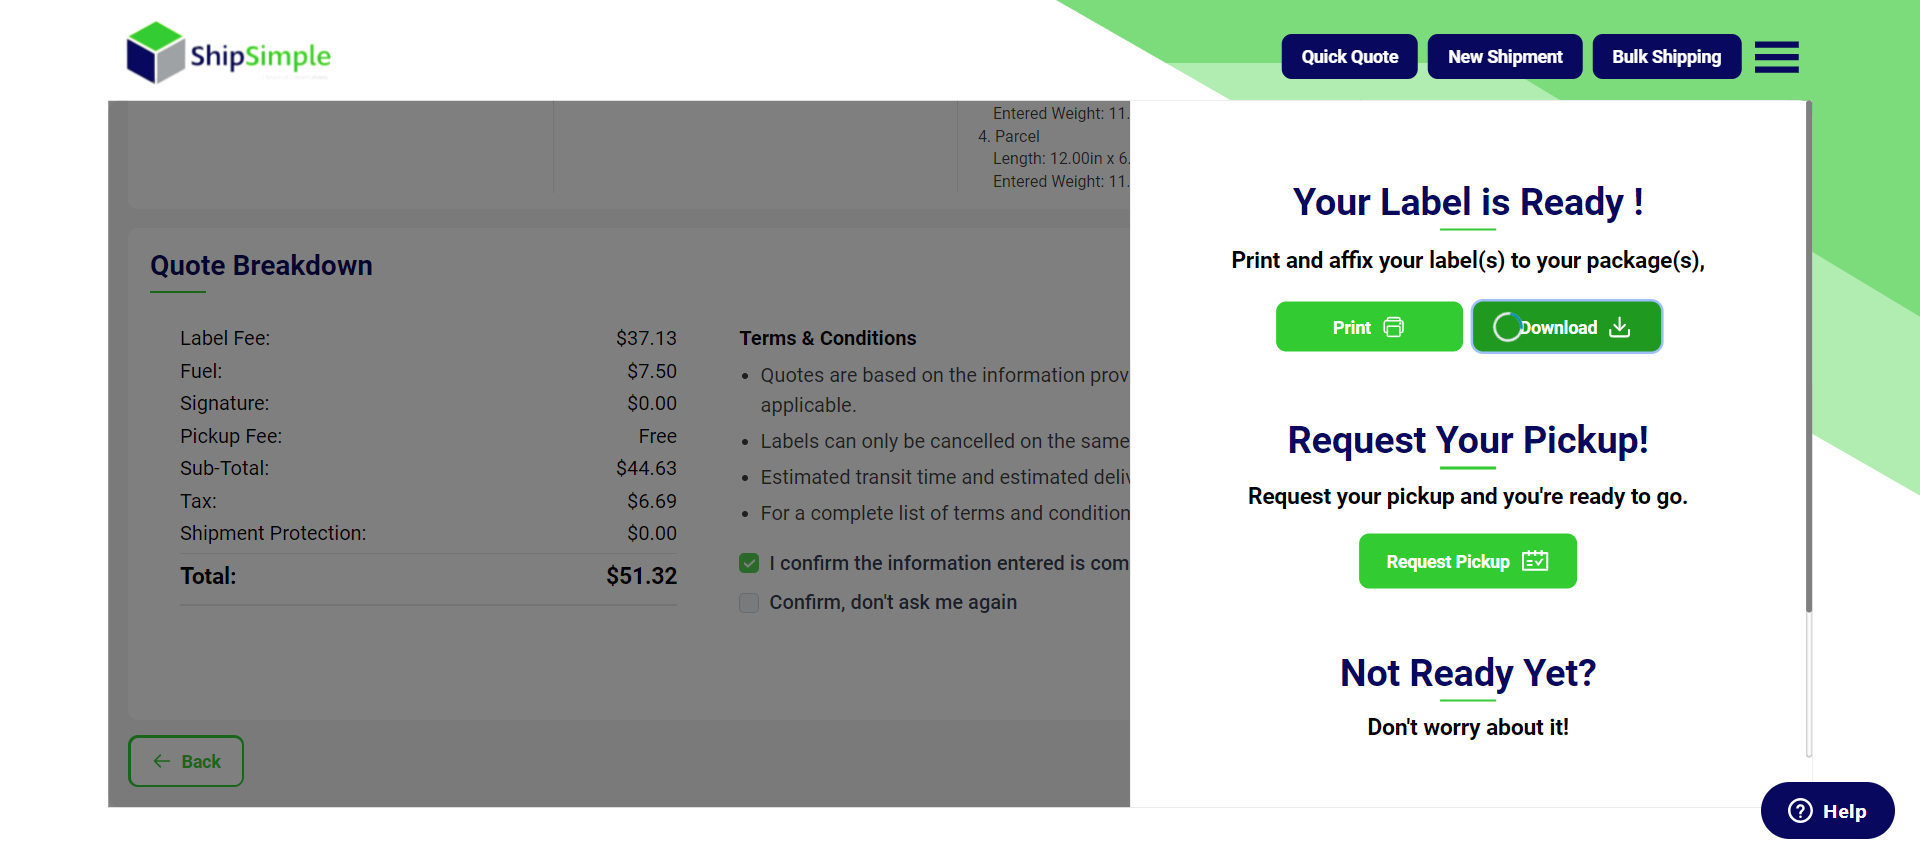 ShipSimple
Quick Quote
New Shipment
Bulk Shipping
Entered Weight: 11.
4. Parcel
Length: 12.00in x 6.
Entered Weight: 11.
Quote Breakdown
Label Fee: $37.13
Fuel: $7.50
Signature: $0.00
Pickup Fee: Free
Sub-Total: $44.63
Tax: $6.69
Shipment Protection: $0.00
Total: $51.32
Terms & Conditions
• Quotes are based on the information prov
applicable.
• Labels can only be cancelled on the same
• Estimated transit time and estimated deliv
• For a complete list of terms and condition
I confirm the information entered is com
Confirm, don't ask me again
Back
Your Label is Ready !
Print and affix your label(s) to your package(s),
Print
Download
Request Your Pickup!
Request your pickup and you're ready to go.
Request Pickup
Not Ready Yet?
Don't worry about it!
Help